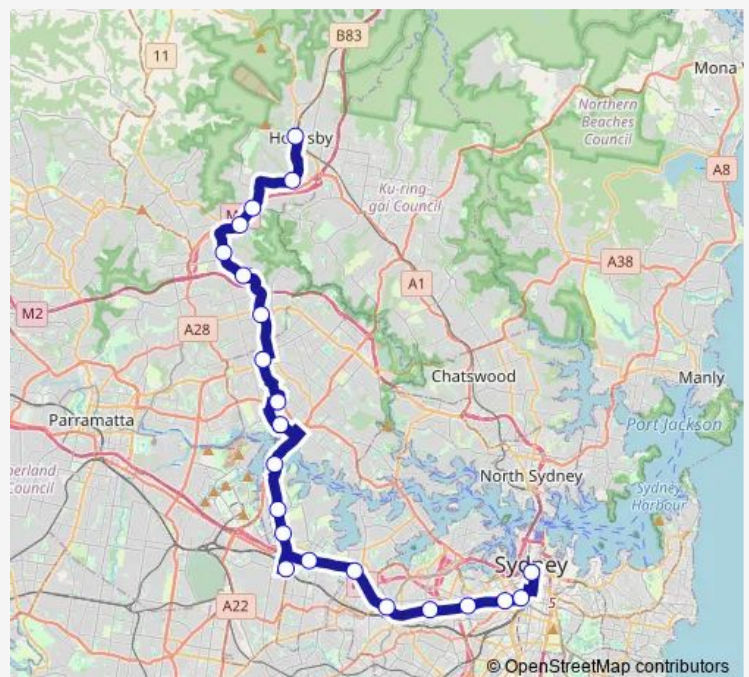 B83
11
Mona
Hornsby
Northern
Beaches
Council
A8
Ku-ring-
gai Council
M
A38
A1
M2
A28
Chatswood
Manly
Parramatta
Port Jackson
Council
North Sydney
Sydney
Harbour
Sydney
A22
5
© OpenStreetMap contributors